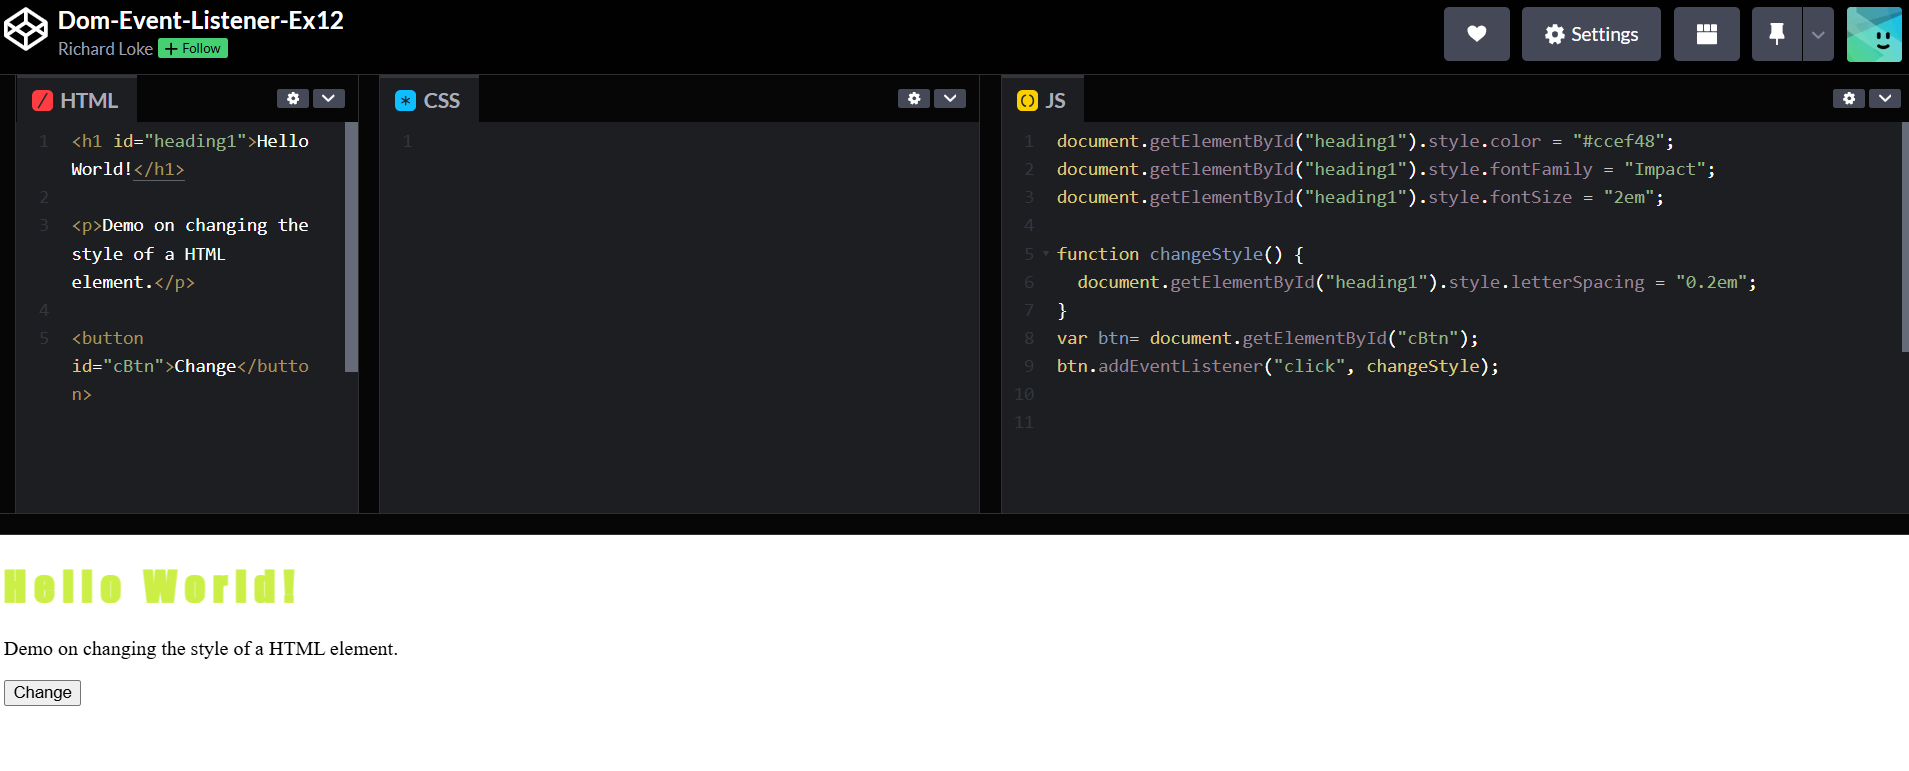 Dom-Event-Listener-Ex12
Richard Loke + Follow
Settings
HTML
1 <h1 id="heading1">Hello
World!</h1>
2
3 <p>Demo on changing the
style of a HTML
element.</p>
4
5 <button
id="cBtn">Change</butto
n>
CSS
1
JS
1 document.getElementById("heading1").style.color = "#ccef48";
2 document.getElementById("heading1").style.fontFamily = "Impact";
3 document.getElementById("heading1").style.fontSize = "2em";
4
5 function changeStyle() {
6 document.getElementById("heading1").style.letterSpacing = "0.2em";
7 }
8 var btn= document.getElementById("cBtn");
9 btn.addEventListener("click", changeStyle);
10
11
Hello World!
Demo on changing the style of a HTML element.
Change